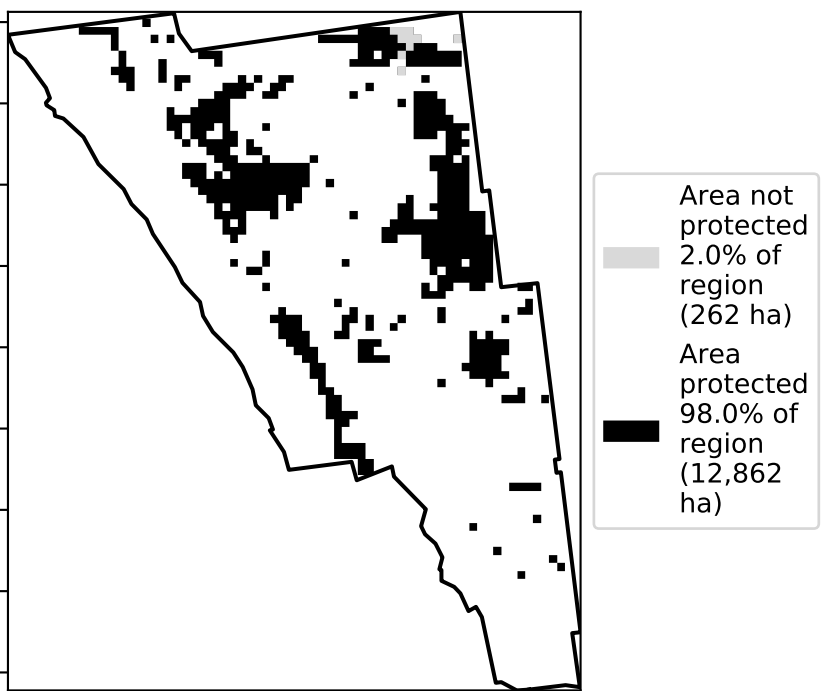 Area not
protected
2.0% of
region
(262 ha)
Area
protected
98.0% of
region
(12,862
ha)